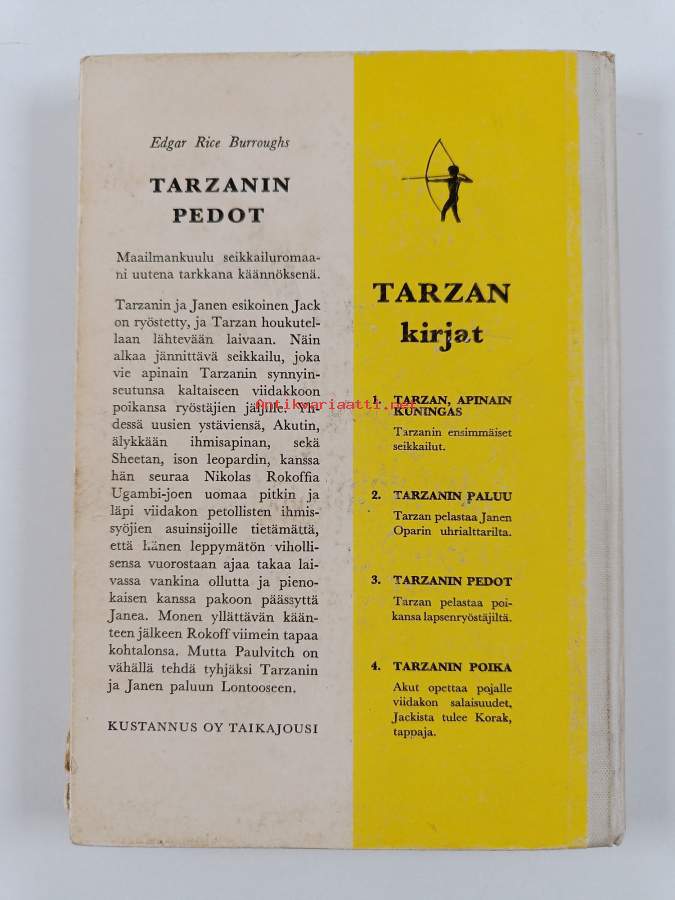 Edgar Rice Burroughs
TARZANIN
PEDOT
Maailmankuulu seikkailuromaa-
ni uutena tarkkana käännöksenä.
Tarzanin ja Janen esikoinen Jack
on ryöstetty, ja Tarzan houkutel-
laan lähtevään laivaan. Näin
alkaa jännittävä seikkailu, joka
vie apinain Tarzanin synnyin-
seutunsa kaltaiseen viidakkoon
poikansa ryöstäjien jäljille. Yh-
dessä uusien ystäviensä, Akutin,
älykkään ihmisapinan, sekä
Sheetan, ison leopardin, kanssa
hän seuraa Nikolas Rokoffia
Ugambi-joen uomaa pitkin ja
läpi viidakon petollisten ihmis-
syöjien asuinsijoille tietämättä,
että hänen leppymätön vihölli-
sensa vuorostaan ajaa takaa lai-
vassa vankina ollutta ja pieno-
kaisen kanssa pakoon päässyttä
Janea. Monen yllättävän kään-
teen jälkeen Rokoff viimein tapaa
kohtalonsa. Mutta Paulvitch on
vähällä tehdä tyhjäksi Tarzanin
ja Janen paluun Lontooseen.
KUSTANNUS OY TAIKAJOUSI
TARZAN
kirjat
1. TARZAN, APINAIN
KUNINGAS
Tarzanin ensimmäiset
seikkailut.
2. TARZANIN PALUU
Tarzan pelastaa Janen
Oparin uhrialttarilta.
3. TARZANIN PEDOT
Tarzan pelastaa poi-
kansa lapsenryöstäjiltä.
4. TARZANIN POIKA
Akut opettaa pojalle
viidakon salaisuudet,
Jackista tulee Korak,
tappaja.
Antikvariaatti.net